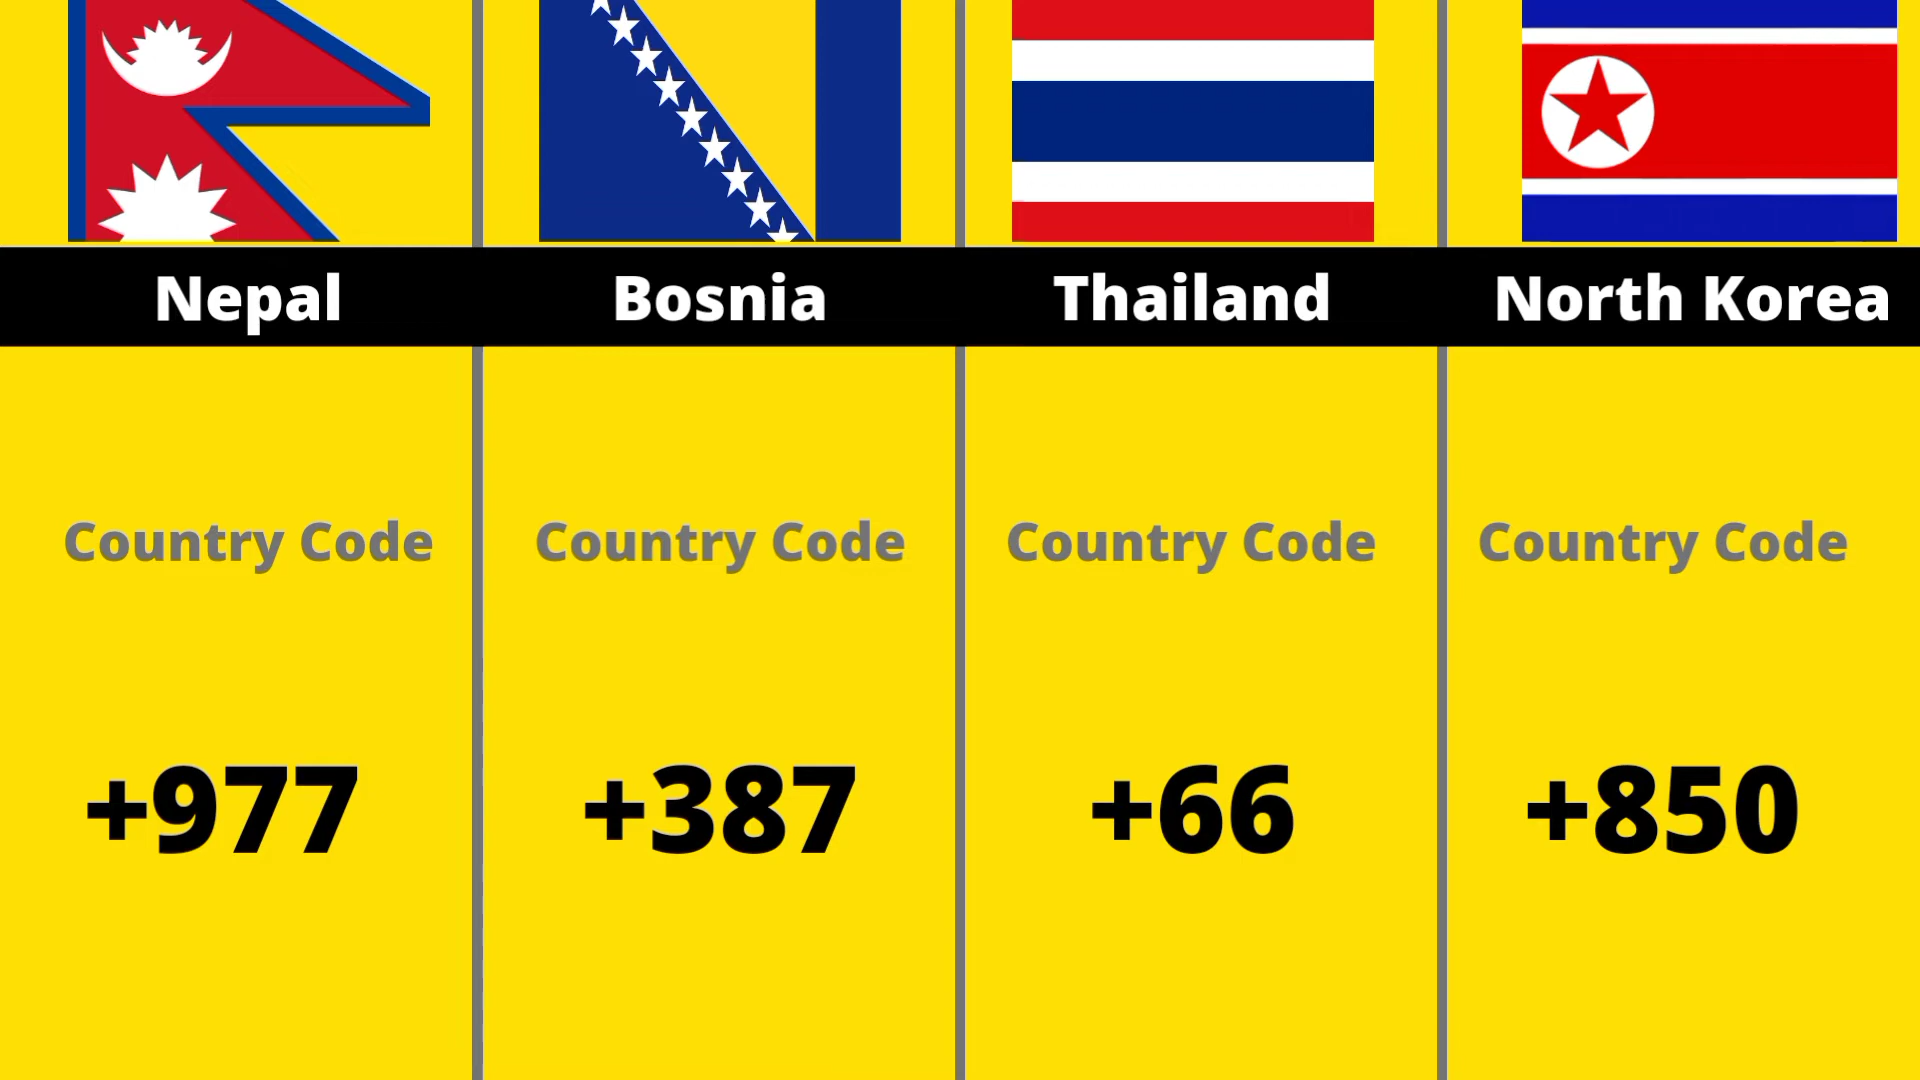 Nepal Bosnia Thailand North Korea
Country Code Country Code Country Code Country Code
+977 +387 +66 +850